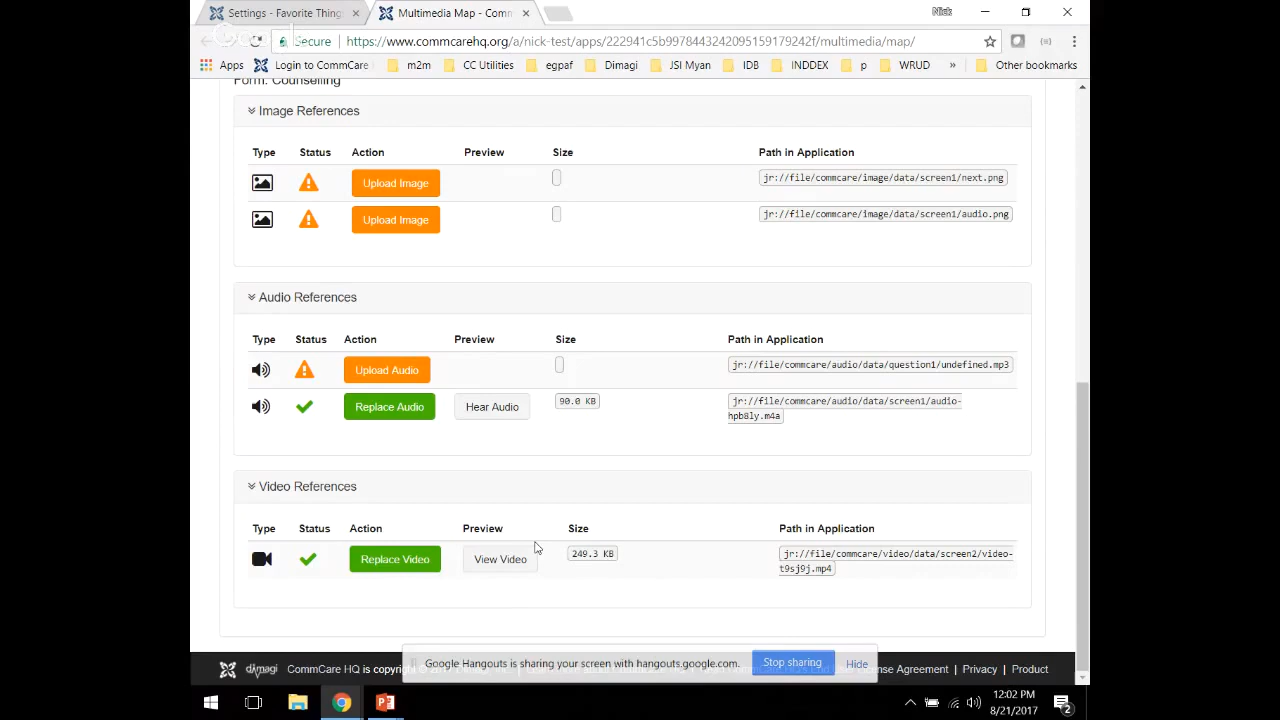 Settings - Favorite Thing
Multimedia Map - Comm
Nick
Secure
https://www.commcarehq.org/a/nick-test/apps/222941c5b9978443242095159179242f/multimedia/map/
Apps
Login to CommCare
m2m
CC Utilities
egpaf
Dimagi
JSI Myan
IDB
INDDEX
p
WRUD
»
Other bookmarks
Form: Counselling
Image References
Type Status Action Preview Size Path in Application
Upload Image jr://file/commcare/image/data/screen1/next.png
Upload Image jr://file/commcare/image/data/screen1/audio.png
Audio References
Type Status Action Preview Size Path in Application
Upload Audio jr://file/commcare/audio/data/question1/undefined.mp3
Replace Audio Hear Audio 90.0 KB jr://file/commcare/audio/data/screen1/audio-
hpb8ly.m4a
Video References
Type Status Action Preview Size Path in Application
Replace Video View Video 249.3 KB jr://file/commcare/video/data/screen2/video-
t9sj9j.mp4
Google Hangouts is sharing your screen with hangouts.google.com.
Stop sharing
Hide
dimagi
CommCare HQ is copyright
License Agreement | Privacy | Product
12:02 PM
8/21/2017
2